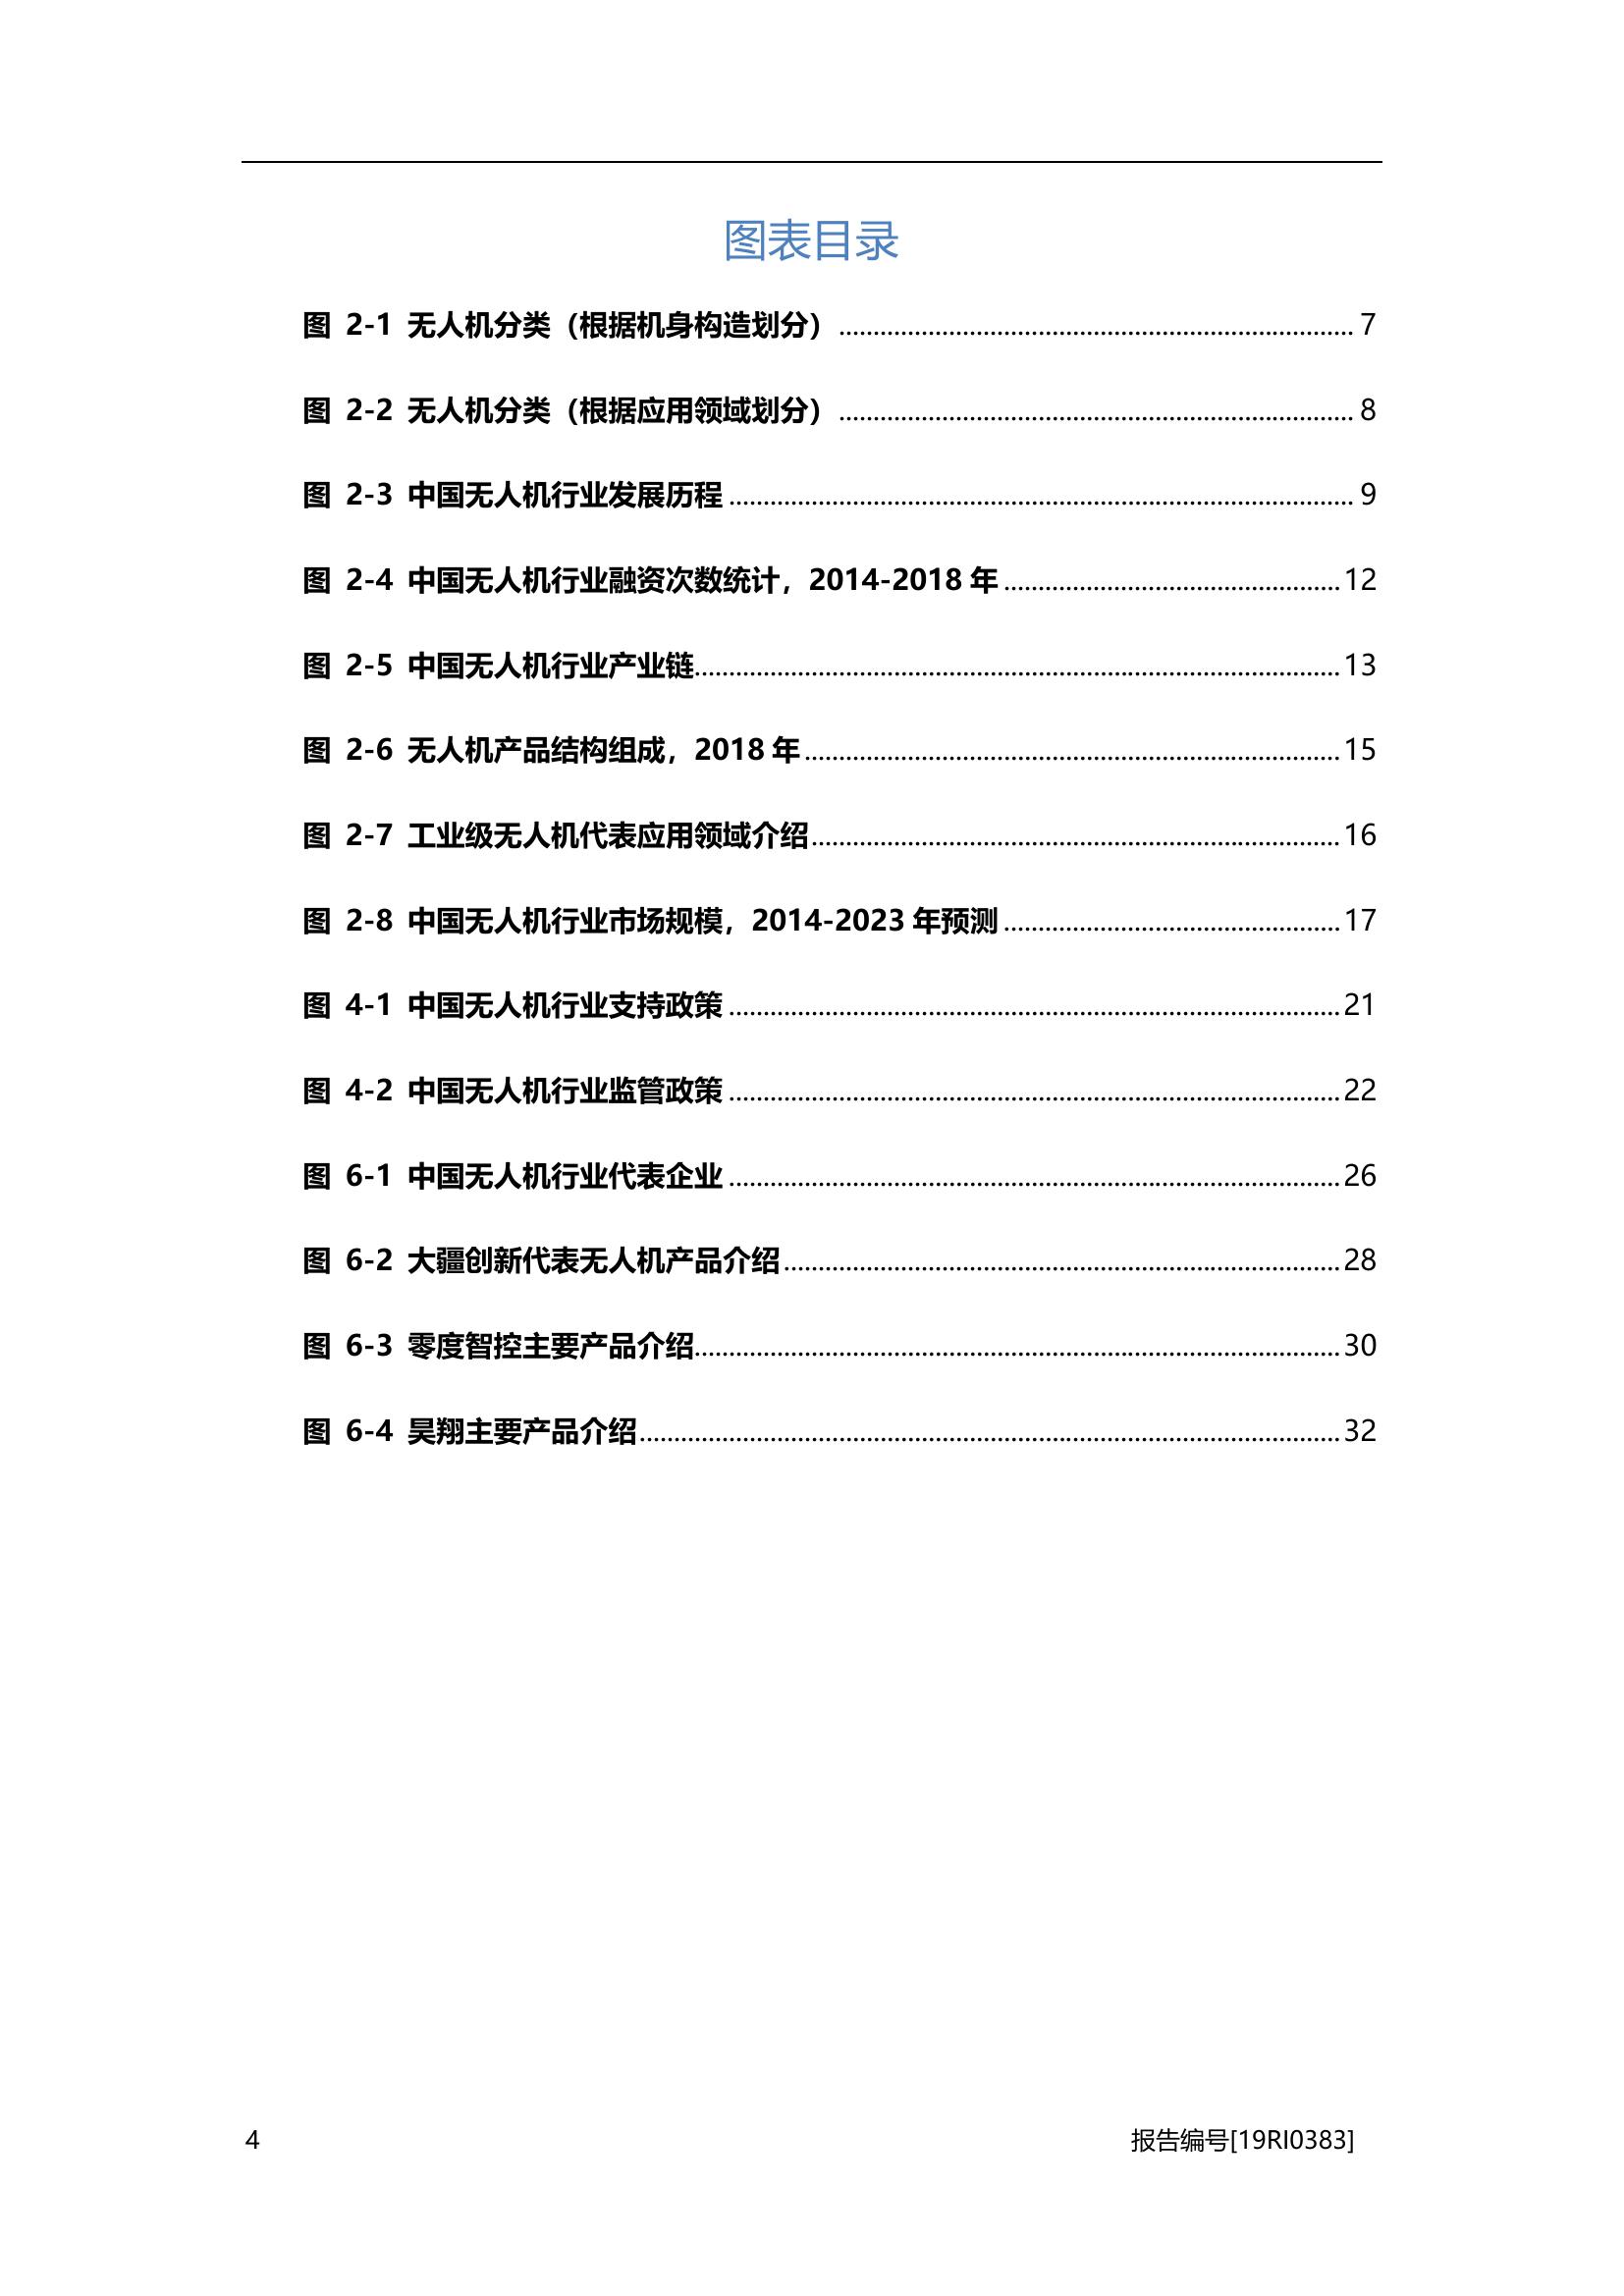 图表目录
图 2-1 无人机分类（根据机身构造划分） ........................................................................... 7
图 2-2 无人机分类（根据应用领域划分） ........................................................................... 8
图 2-3 中国无人机行业发展历程 ........................................................................................... 9
图 2-4 中国无人机行业融资次数统计，2014-2018 年 ................................................. 12
图 2-5 中国无人机行业产业链.............................................................................................. 13
图 2-6 无人机产品结构组成，2018 年 .............................................................................. 15
图 2-7 工业级无人机代表应用领域介绍............................................................................. 16
图 2-8 中国无人机行业市场规模，2014-2023 年预测 ................................................. 17
图 4-1 中国无人机行业支持政策 ......................................................................................... 21
图 4-2 中国无人机行业监管政策 ......................................................................................... 22
图 6-1 中国无人机行业代表企业 ......................................................................................... 26
图 6-2 大疆创新代表无人机产品介绍................................................................................. 28
图 6-3 零度智控主要产品介绍.............................................................................................. 30
图 6-4 昊翔主要产品介绍...................................................................................................... 32
4 报告编号[19RI0383]